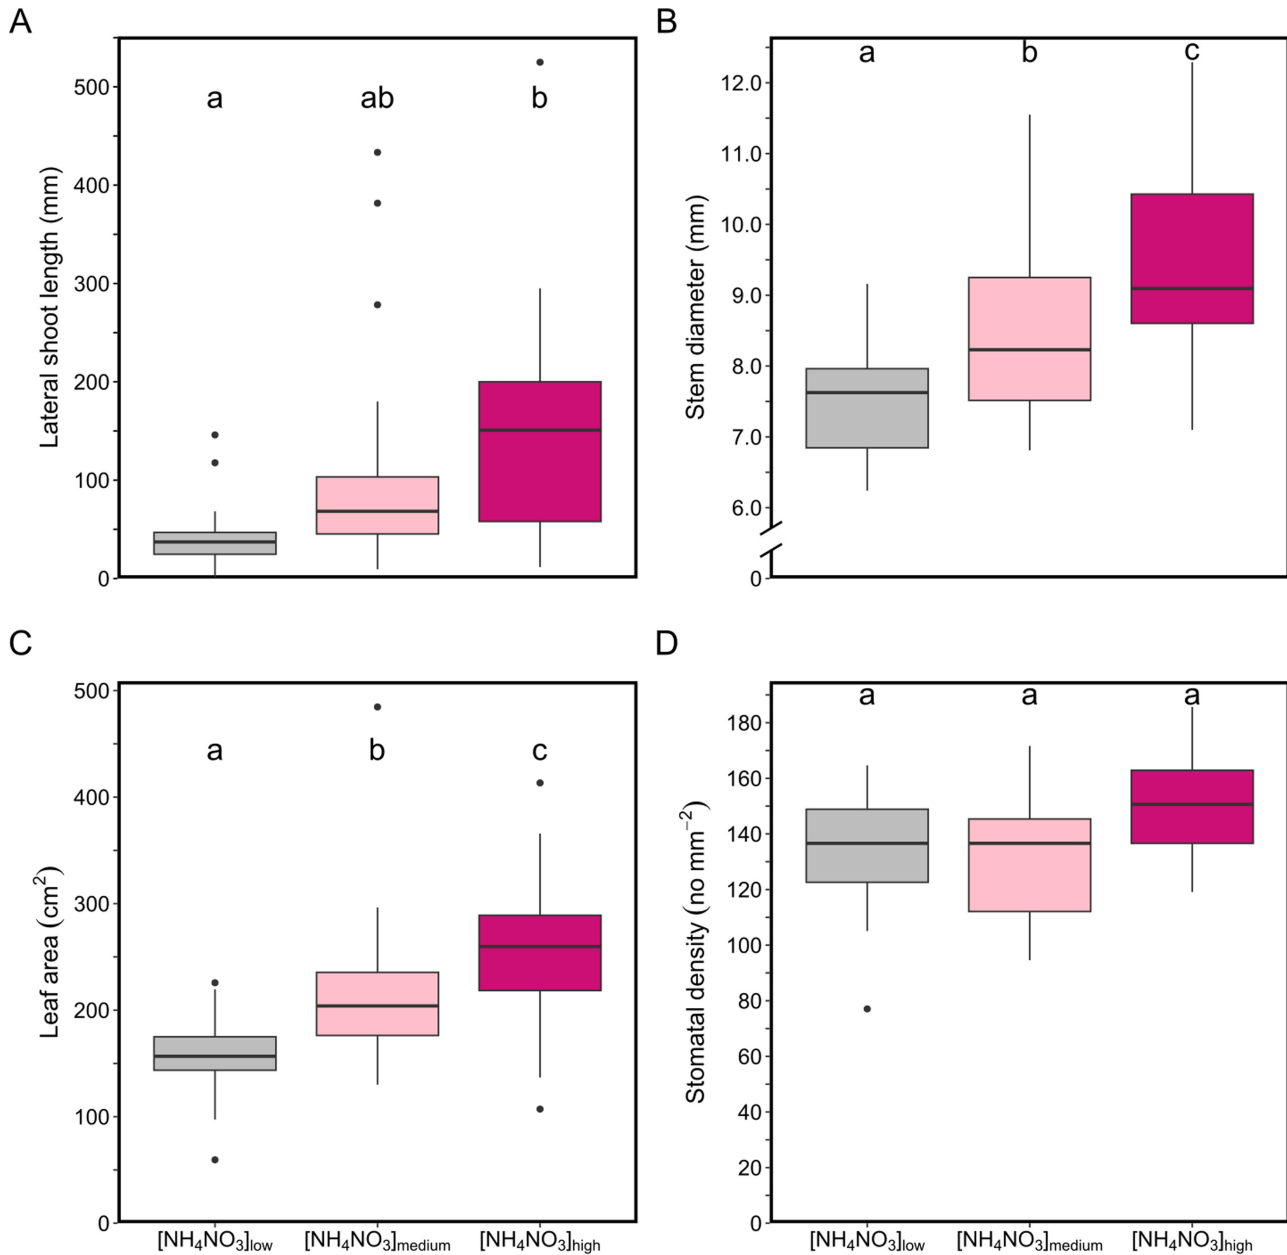 A
Lateral shoot length (mm)
500
400
300
200
100
0
a ab b
B
Stem diameter (mm)
12.0
11.0
10.0
9.0
8.0
7.0
6.0
0
a b c
C
Leaf area (cm²)
500
400
300
200
100
0
a b c
[NH₄NO₃]low [NH₄NO₃]medium [NH₄NO₃]high
D
Stomatal density (no mm⁻²)
180
160
140
120
100
80
60
40
20
0
a a a
[NH₄NO₃]low [NH₄NO₃]medium [NH₄NO₃]high